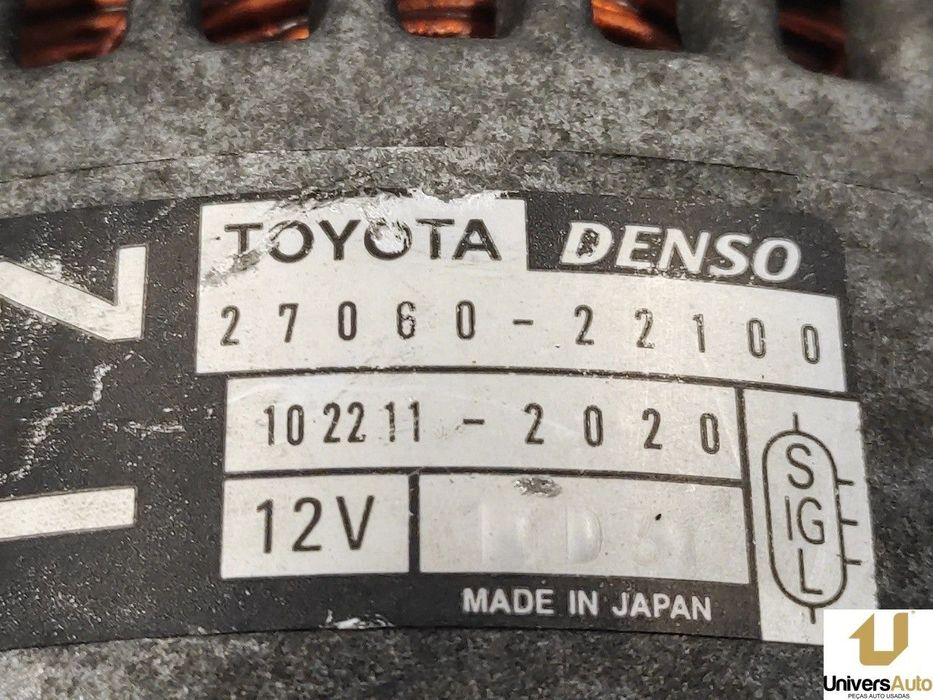 TOYOTA DENSO
27060-22100
102211-2020
12V
S
IG
L
MADE IN JAPAN
UniversAuto
PEÇAS AUTO USADAS